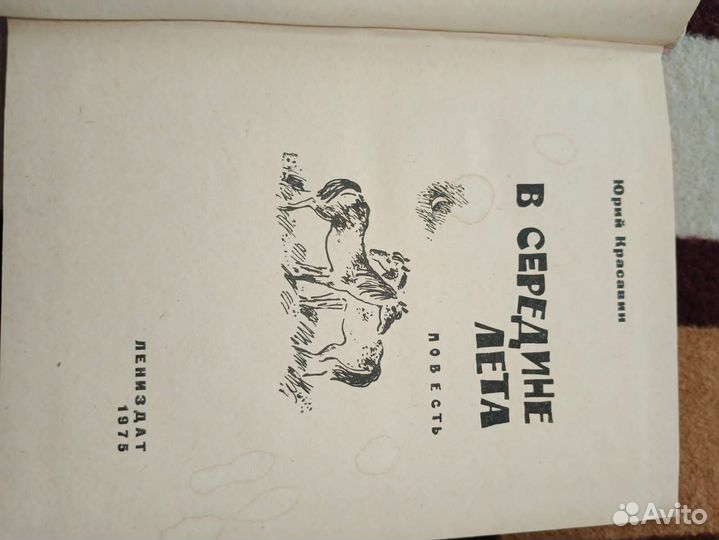 Юрий Красавин
В СЕРЕДИНЕ
ЛЕТА
ПОВЕСТЬ
ЛЕНИЗДАТ
1975
Avito